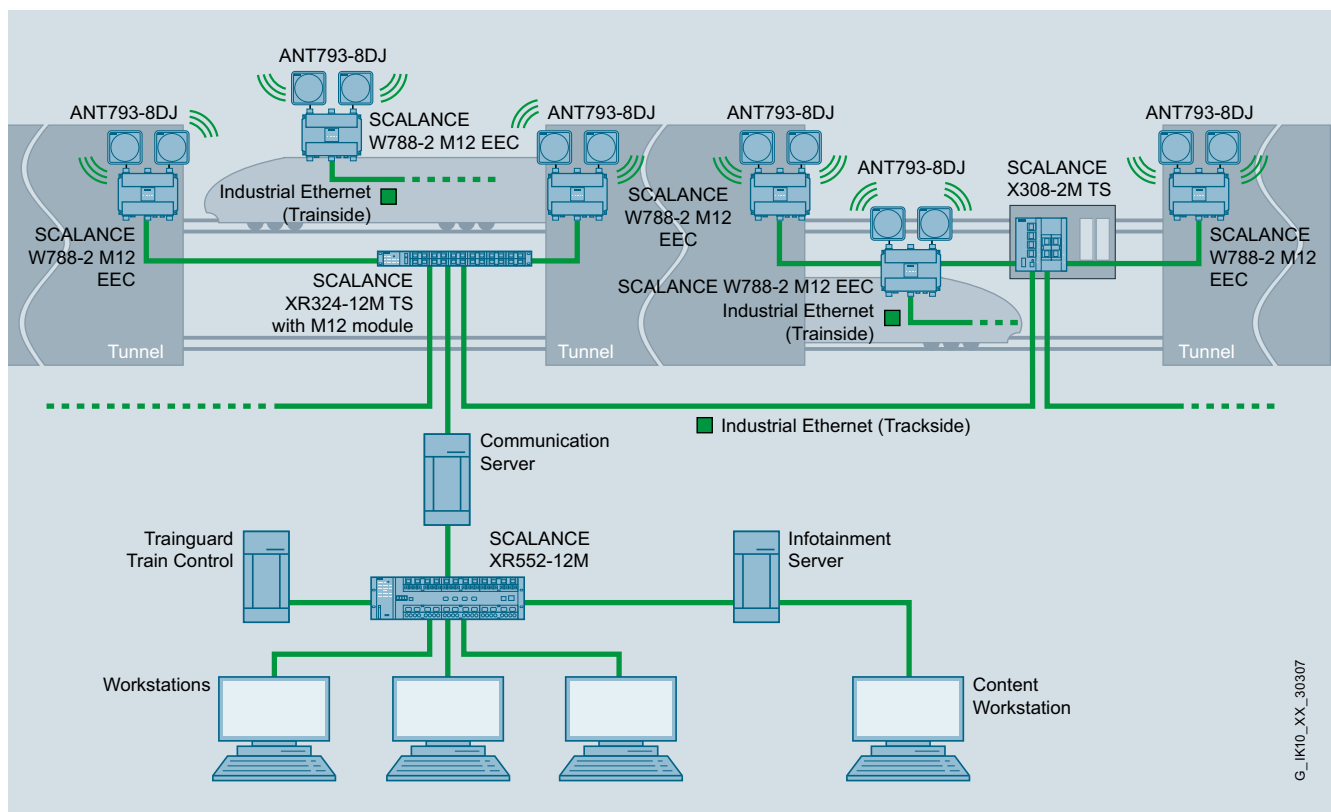 ANT793-8DJ
SCALANCE
W788-2 M12 EEC
ANT793-8DJ
ANT793-8DJ
ANT793-8DJ
ANT793-8DJ
ANT793-8DJ
SCALANCE
X308-2M TS
Industrial Ethernet
(Trainside)
SCALANCE
W788-2 M12
EEC
SCALANCE
W788-2 M12
EEC
SCALANCE
W788-2 M12
EEC
SCALANCE
XR324-12M TS
with M12 module
SCALANCE W788-2 M12 EEC
Industrial Ethernet
(Trainside)
Tunnel
Tunnel
Tunnel
Industrial Ethernet (Trackside)
Communication
Server
Trainguard
Train Control
SCALANCE
XR552-12M
Infotainment
Server
Workstations
Content
Workstation
G_IK10_XX_30307